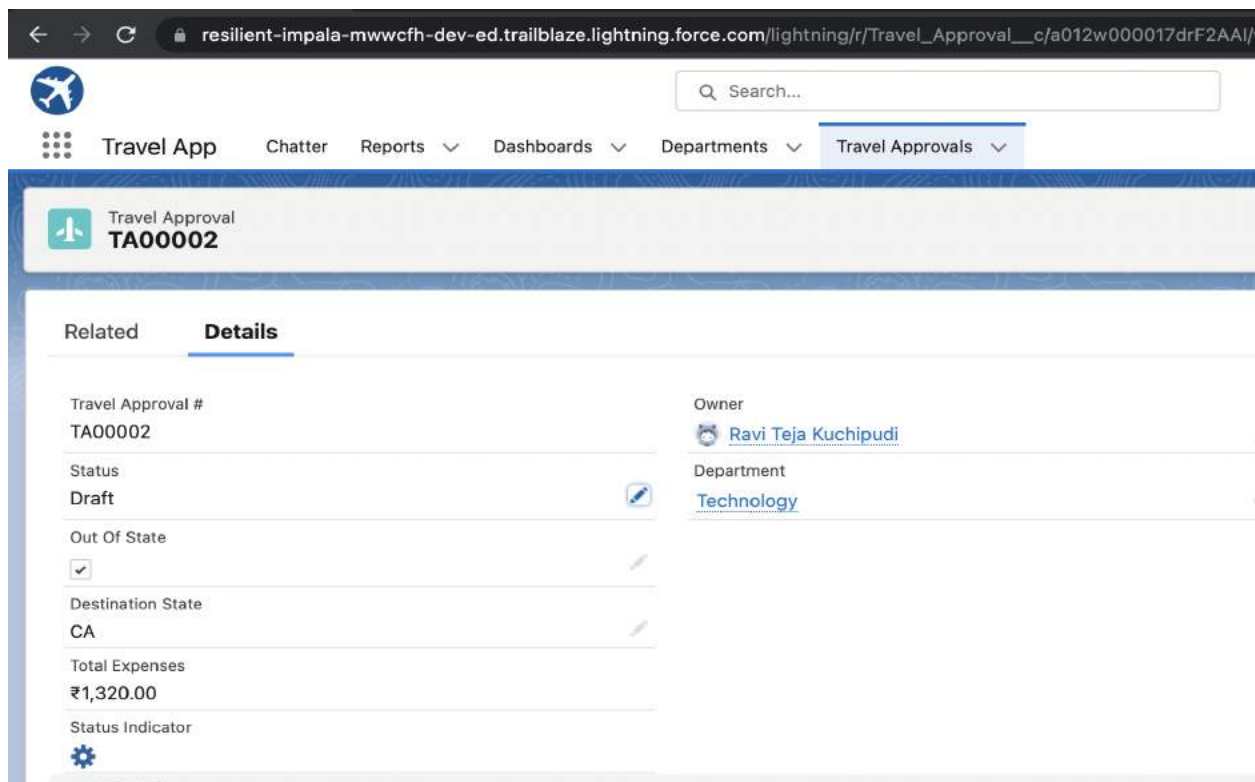 resilient-impala-mwwcfh-dev-ed.trailblaze.lightning.force.com/lightning/r/Travel_Approval__c/a012w000017drF2AAI/
Search...
Travel App Chatter Reports Dashboards Departments Travel Approvals
Travel Approval
TA00002
Related Details
Travel Approval #
TA00002
Owner
Ravi Teja Kuchipudi
Status
Draft
Department
Technology
Out Of State
Destination State
CA
Total Expenses
₹1,320.00
Status Indicator